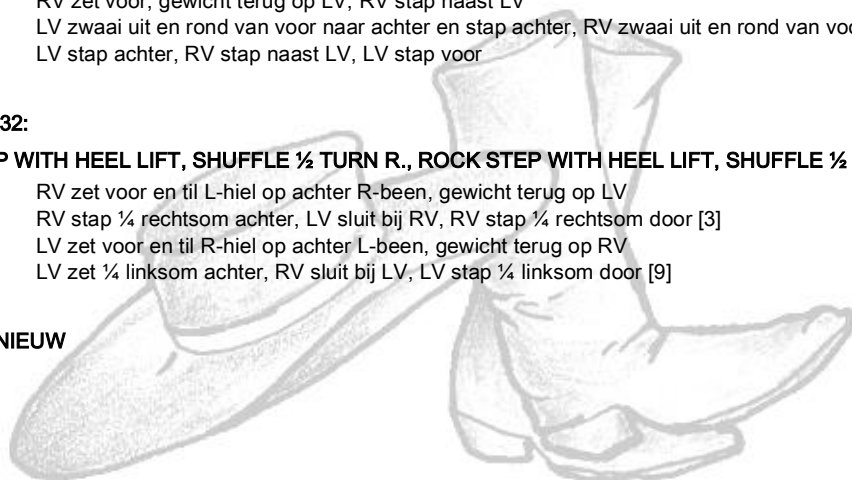 RV zet voor, gewicht terug op LV, RV stap naast LV
LV zwaai uit en rond van voor naar achter en stap achter, RV zwaai uit en rond van
LV stap achter, RV stap naast LV, LV stap voor
32:
WITH HEEL LIFT, SHUFFLE ½ TURN R., ROCK STEP WITH HEEL LIFT, SHUFFLE ½
RV zet voor en til L-hiel op achter R-been, gewicht terug op LV
RV stap ¼ rechtsom achter, LV sluit bij RV, RV stap ¼ rechtsom door [3]
LV zet voor en til R-hiel op achter L-been, gewicht terug op RV
LV zet ¼ linksom achter, RV sluit bij LV, LV stap ¼ linksom door [9]
NIEUW